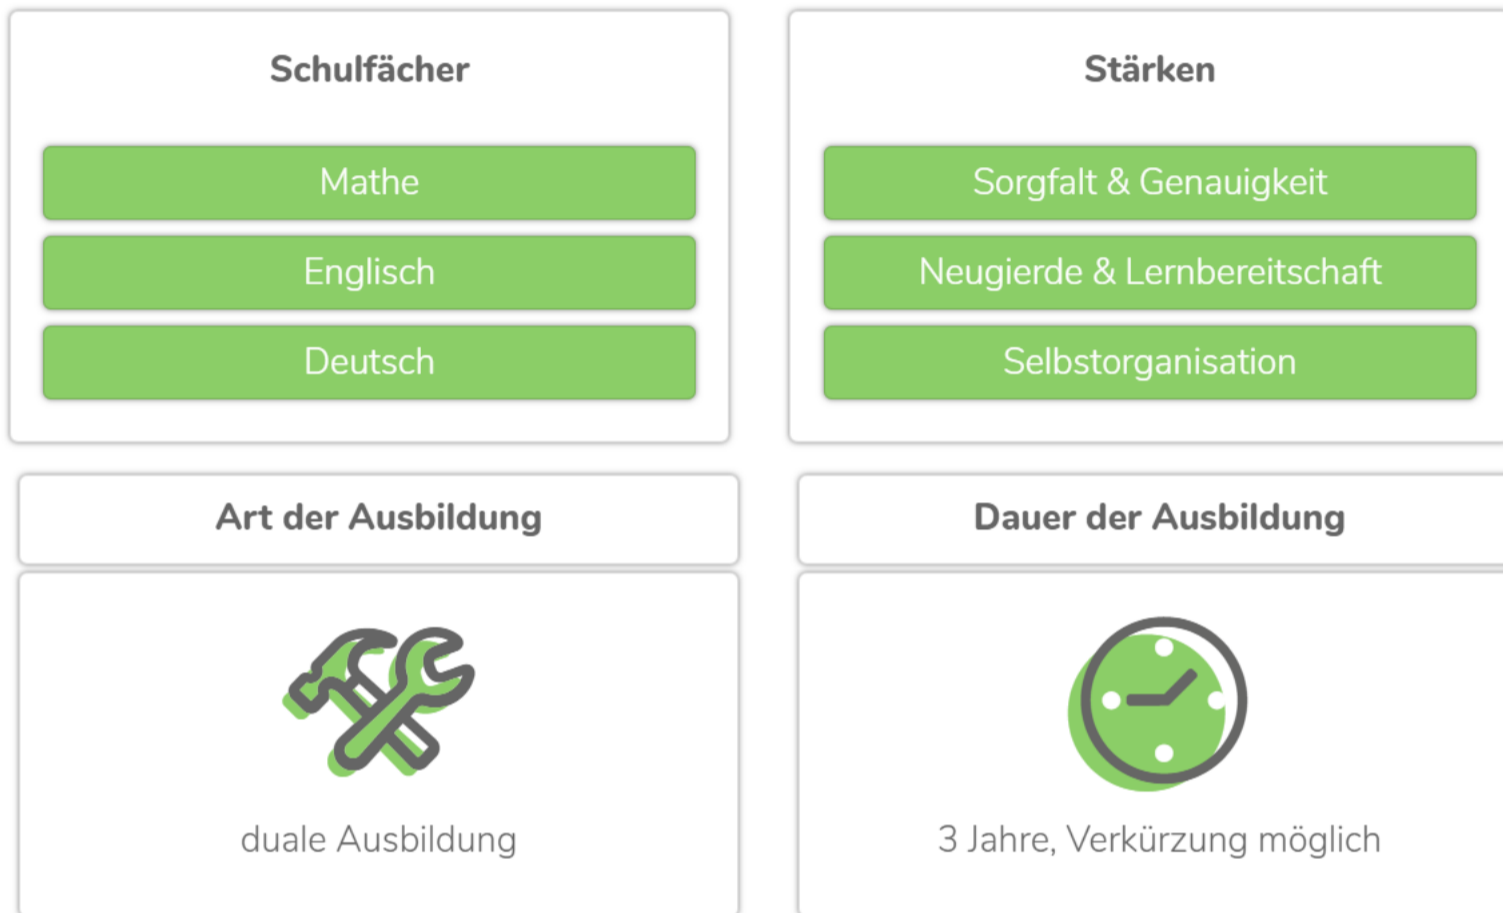 Schulfächer
Mathe
Englisch
Deutsch
Stärken
Sorgfalt & Genauigkeit
Neugierde & Lernbereitschaft
Selbstorganisation
Art der Ausbildung
duale Ausbildung
Dauer der Ausbildung
3 Jahre, Verkürzung möglich